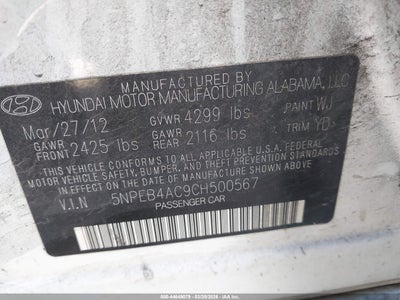 MANUFACTURED BY
HYUNDAI MOTOR MANUFACTURING ALABAMA, LLC
Mar/27/12 GVWR 4299 lbs PAINT WJ
GAWR FRONT 2425 lbs GAWR REAR 2116 lbs TRIM YD
THIS VEHICLE CONFORMS TO ALL APPLICABLE U.S. FEDERAL
MOTOR VEHICLE SAFETY, BUMPER, AND THEFT PREVENTION
STANDARDS IN EFFECT ON THE DATE OF MANUFACTURE SHOWN ABOVE.
V.I.N 5NPEB4AC9CH500567
PASSENGER CAR